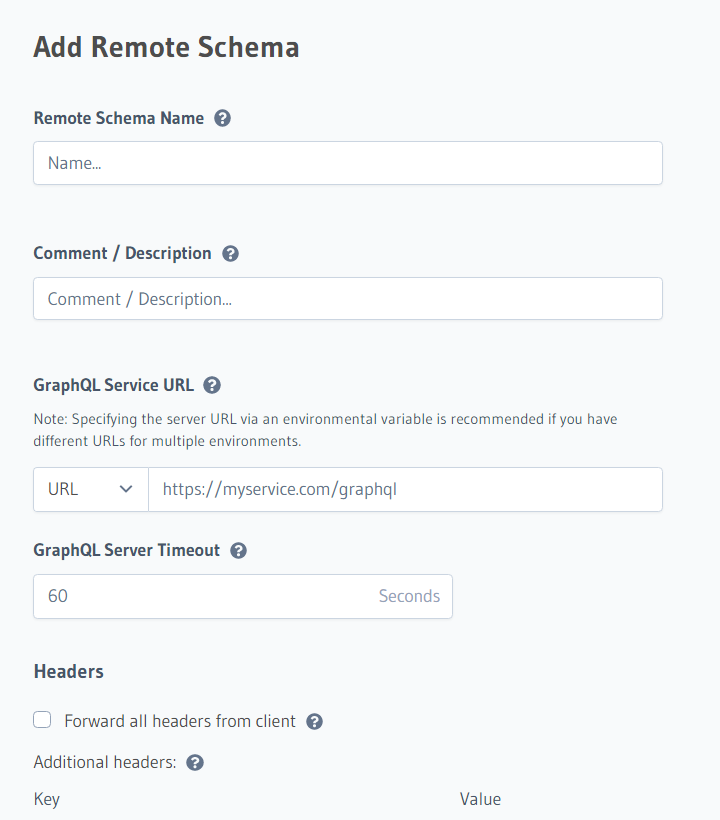 Add Remote Schema
Remote Schema Name
Name...
Comment / Description
Comment / Description...
GraphQL Service URL
Note: Specifying the server URL via an environmental variable is recommended if you have
different URLs for multiple environments.
URL https://myservice.com/graphql
GraphQL Server Timeout
60 Seconds
Headers
Forward all headers from client
Additional headers:
Key Value